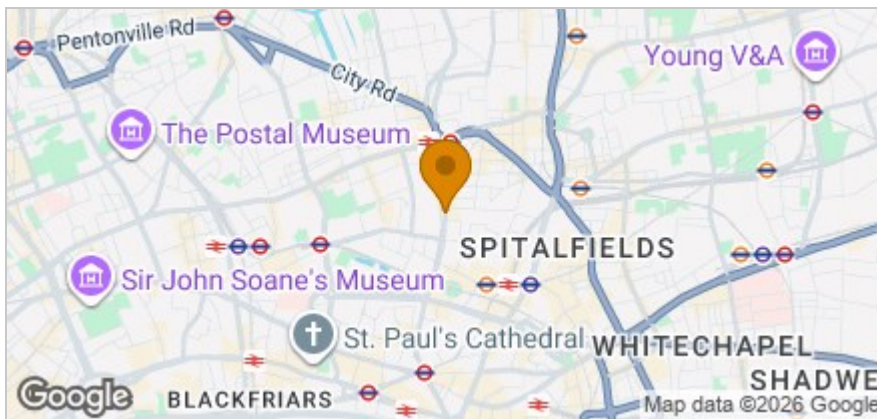 Pentonville Rd
City Rd
Young V&A
The Postal Museum
SPITALFIELDS
Sir John Soane's Museum
St. Paul's Cathedral
WHITECHAPEL
SHADWE
BLACKFRIARS
Google
Map data ©2026 Google